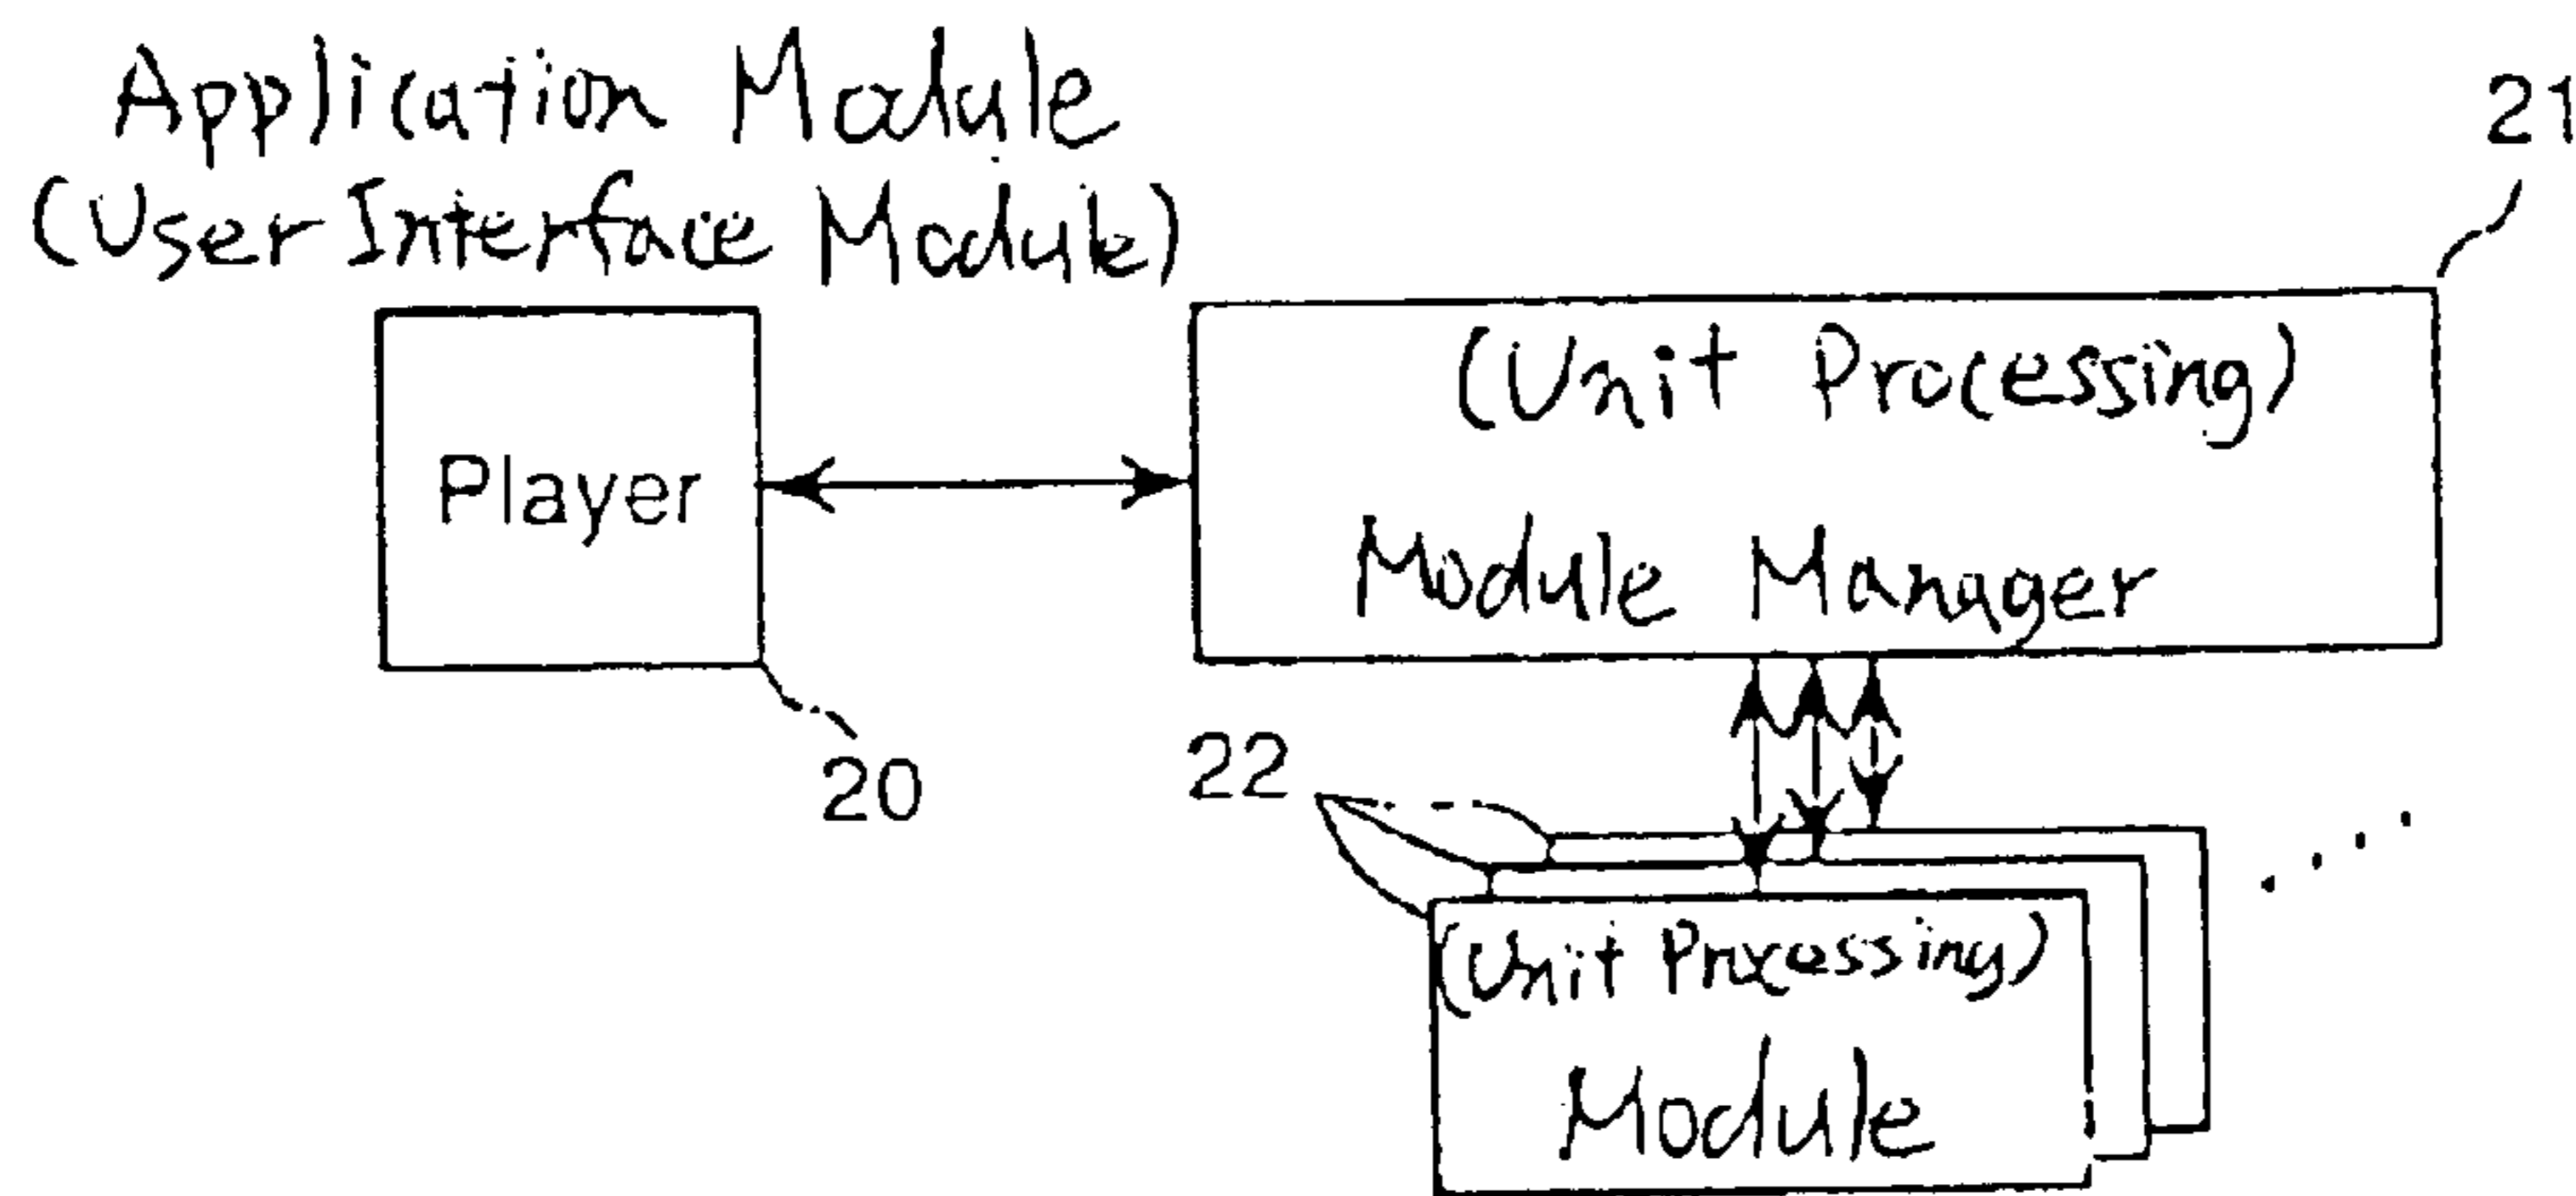 Application Module
(User Interface Module)
21
(Unit Processing)
Module Manager
Player
20
22
(Unit Processing)
Module